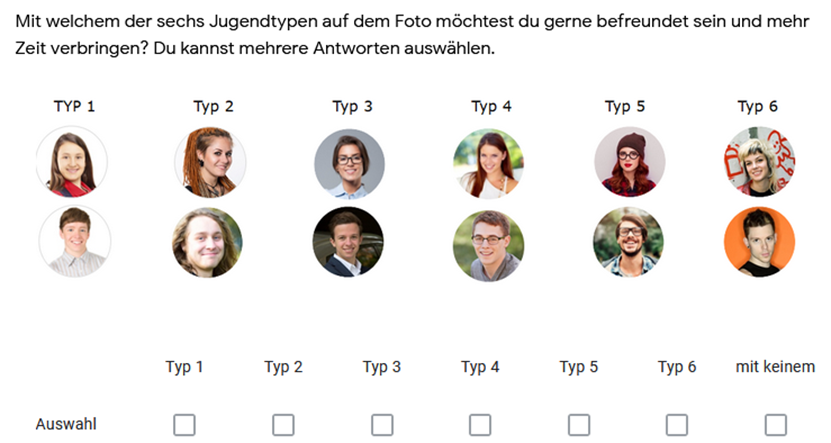 Mit welchem der sechs Jugendtypen auf dem Foto möchtest du gerne befreundet sein und mehr
Zeit verbringen? Du kannst mehrere Antworten auswählen.
TYP 1 Typ 2 Typ 3 Typ 4 Typ 5 Typ 6
Typ 1 Typ 2 Typ 3 Typ 4 Typ 5 Typ 6 mit keinem
Auswahl